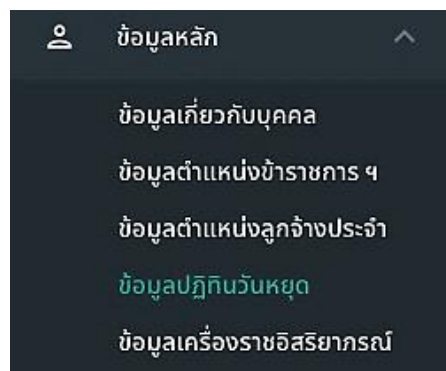 ข้อมูลหลัก
ข้อมูลเกี่ยวกับบุคคล
ข้อมูลตำแหน่งข้าราชการ ฯ
ข้อมูลตำแหน่งลูกจ้างประจำ
ข้อมูลปฏิทินวันหยุด
ข้อมูลเครื่องราชอิสริยาภรณ์